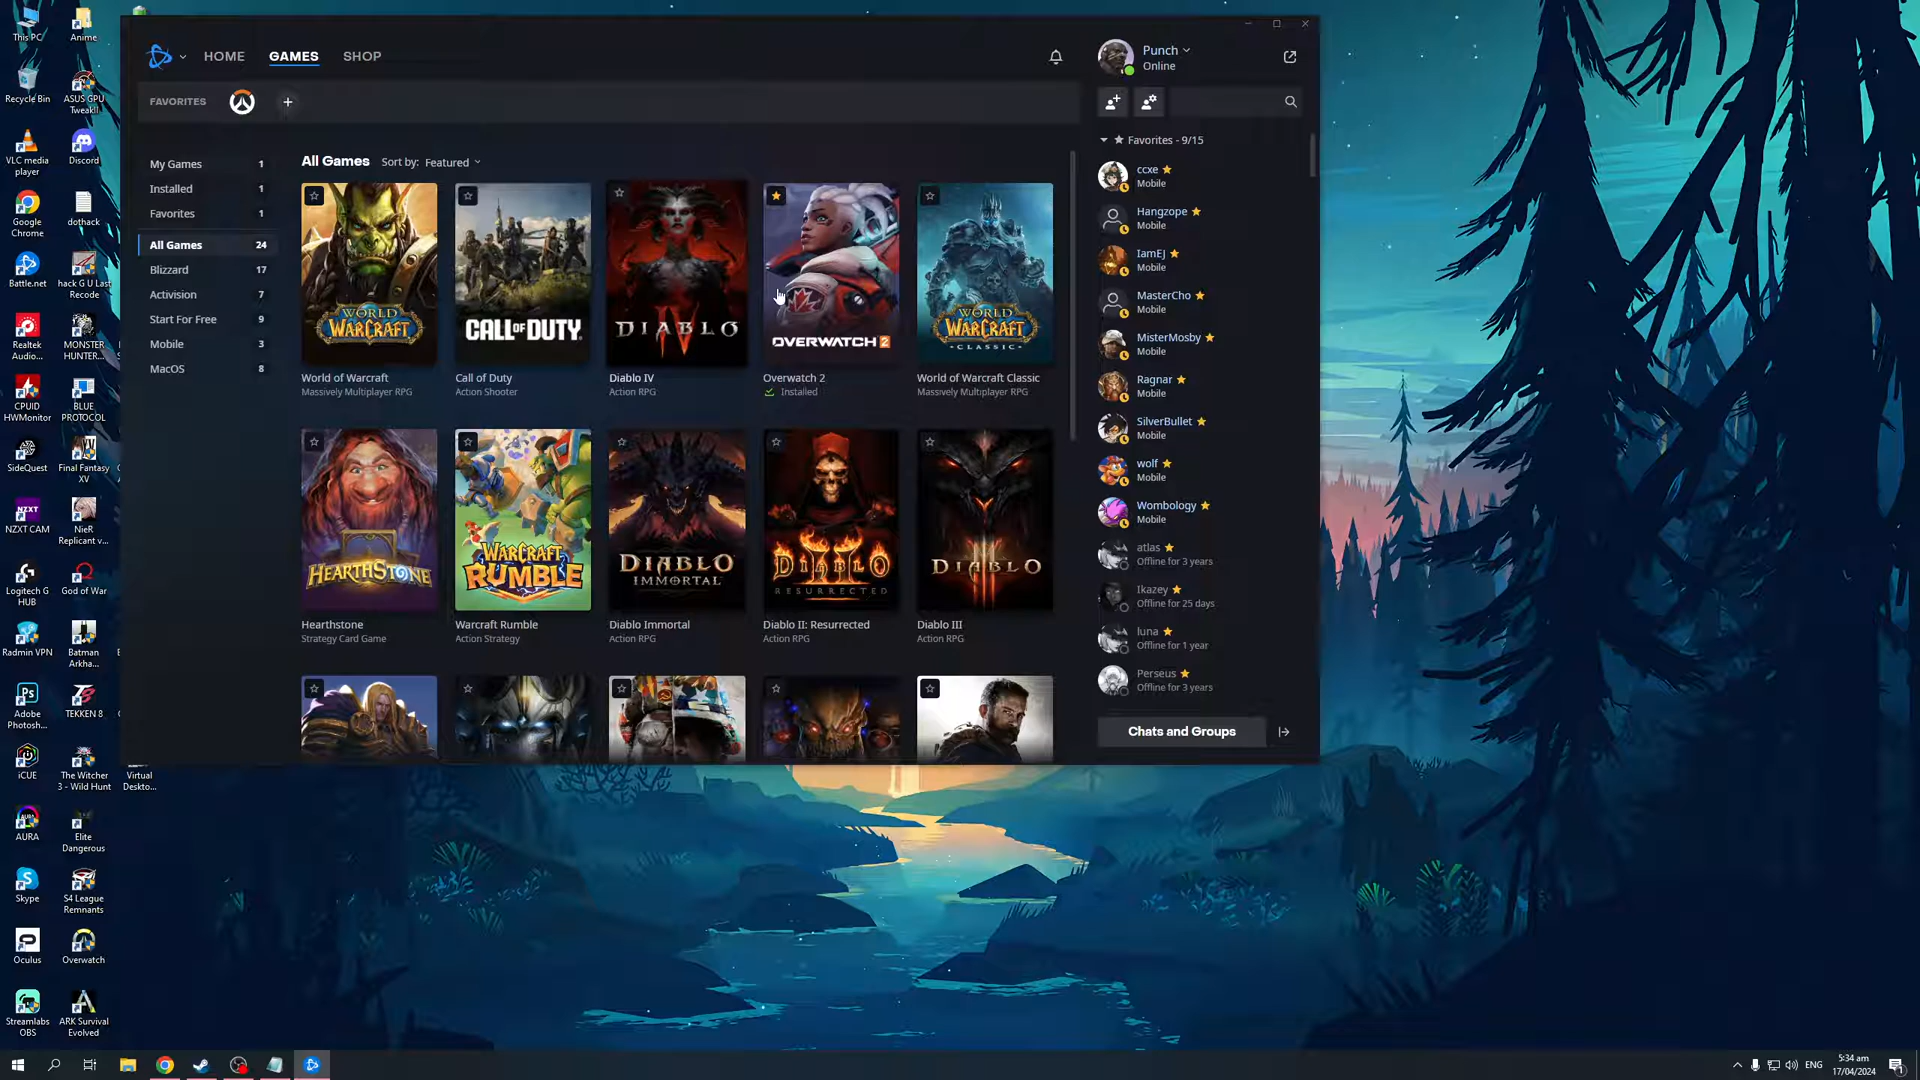 This PC
Anime
Recycle Bin
ASUS GPU
TweakII
VLC media
player
Discord
Google
Chrome
dothack
Battle.net
hack G U Last
Recode
Realtek
Audio...
MONSTER
HUNTER...
CPUID
HWMonitor
BLUE
PROTOCOL
SideQuest
Final Fantasy
XV
NZXT CAM
NieR
Replicant v...
Logitech G
HUB
God of War
Radmin VPN
Batman
Arkha...
Adobe
Photosh...
TEKKEN 8
iCUE
The Witcher
3 - Wild Hunt
Virtual
Deskto...
AURA
Elite
Dangerous
Skype
S4 League
Remnants
Oculus
Overwatch
Streamlabs
OBS
ARK Survival
Evolved
HOME
GAMES
SHOP
FAVORITES
+
My Games 1
Installed 1
Favorites 1
All Games 24
Blizzard 17
Activision 7
Start For Free 9
Mobile 3
MacOS 8
All Games Sort by: Featured
WORLD
WARCRAFT
CALL OF DUTY
DIABLO
IV
OVERWATCH 2
WORLD
WARCRAFT
CLASSIC
World of Warcraft
Massively Multiplayer RPG
Call of Duty
Action Shooter
Diablo IV
Action RPG
Overwatch 2
Installed
World of Warcraft Classic
Massively Multiplayer RPG
HEARTHSTONE
WARCRAFT
RUMBLE
DIABLO
IMMORTAL
DIABLO
II
RESURRECTED
DIABLO
III
Hearthstone
Strategy Card Game
Warcraft Rumble
Action Strategy
Diablo Immortal
Action RPG
Diablo II: Resurrected
Action RPG
Diablo III
Action RPG
Punch
Online
Favorites - 9/15
ccxe
Mobile
Hangzope
Mobile
IamEJ
Mobile
MasterCho
Mobile
MisterMosby
Mobile
Ragnar
Mobile
SilverBullet
Mobile
wolf
Mobile
Wombology
Mobile
atlas
Offline for 3 years
Ikazey
Offline for 25 days
luna
Offline for 1 year
Perseus
Offline for 3 years
Chats and Groups
ENG
5:34 am
17/04/2024